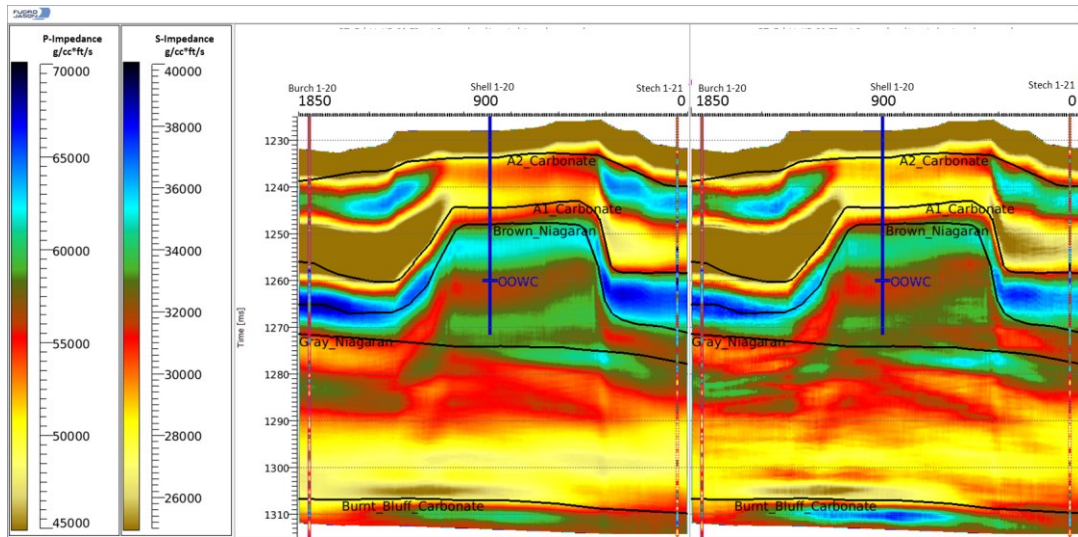 FUGRO
JASON
P-Impedance
g/cc*ft/s
S-Impedance
g/cc*ft/s
70000
65000
60000
55000
50000
45000
40000
38000
36000
34000
32000
30000
28000
26000
Burch 1-20
Shell 1-20
Stech 1-21
1850
900
0
Burch 1-20
Shell 1-20
Stech 1-21
1850
900
0
Time [ms]
1230
1240
1250
1260
1270
1280
1290
1300
1310
A2_Carbonate
A1_Carbonate
Brown_Niagaran
OOWC
Gray_Niagaran
Burnt_Bluff_Carbonate
A2_Carbonate
A1_Carbonate
Brown_Niagaran
OOWC
Gray_Niagaran
Burnt_Bluff_Carbonate